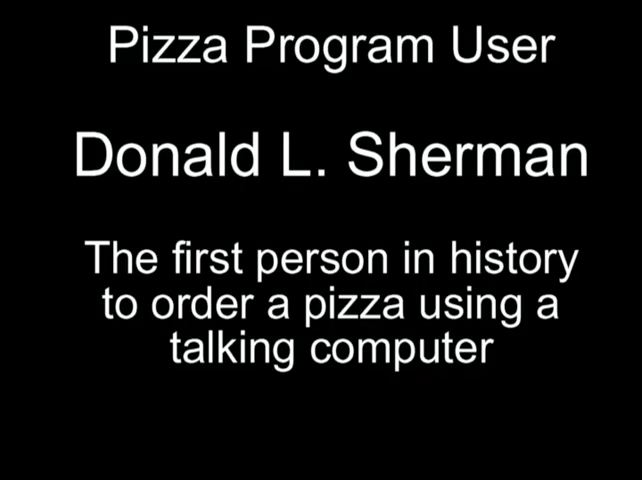 Pizza Program User
Donald L. Sherman
The first person in history
to order a pizza using a
talking computer